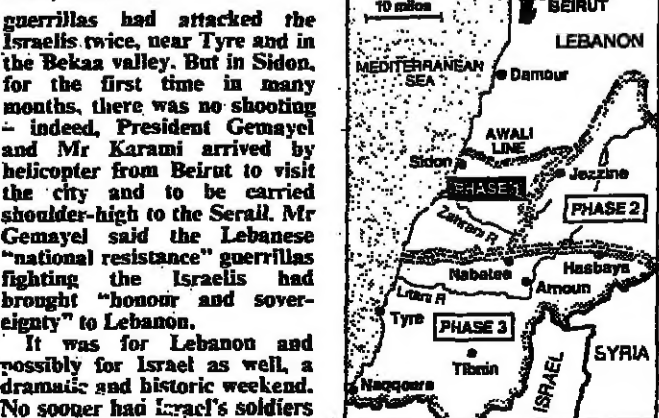 guerrillas had attacked the
Israelis twice, near Tyre and in
the Bekaa valley. But in Sidon,
for the first time in many
months, there was no shooting
– indeed, President Gemayel
and Mr Karami arrived by
helicopter from Beirut to visit
the city and to be carried
shoulder-high to the Serail. Mr
Gemayel said the Lebanese
"national resistance" guerrillas
fighting the Israelis had
brought "honour and sover-
eignty" to Lebanon.
It was for Lebanon and
possibly for Israel as well, a
dramatic and historic weekend.
No sooner had Israel's soldiers
10 miles
BEIRUT
LEBANON
MEDITERRANEAN
SEA
Damour
AWALI
LINE
Sidon
Jezzine
PHASE 1
PHASE 2
Zahrani R
Nabatea
Hasbaya
Arnoun
Litani R
Tyre
PHASE 3
Tibnin
SYRIA
ISRAEL
Naqqoura